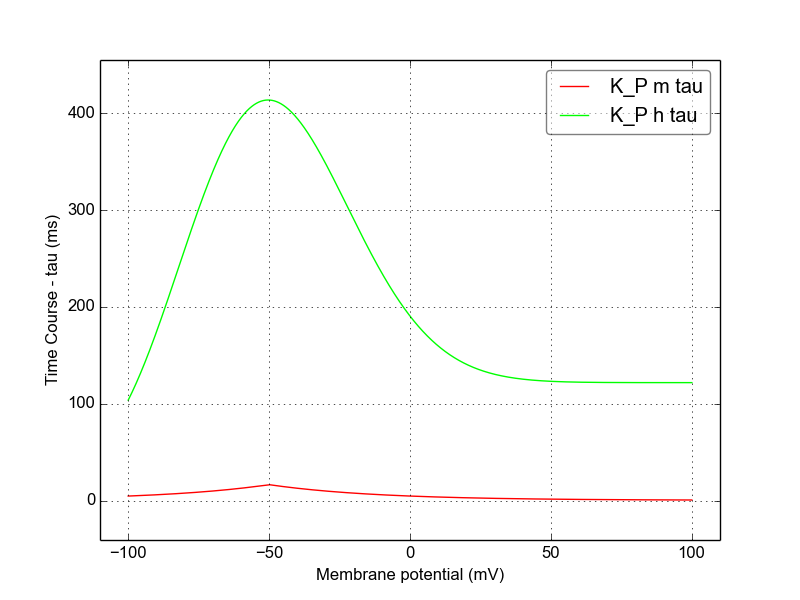 K_P m tau
K_P h tau
400
300
200
100
0
Time Course - tau (ms)
−100 −50 0 50 100
Membrane potential (mV)